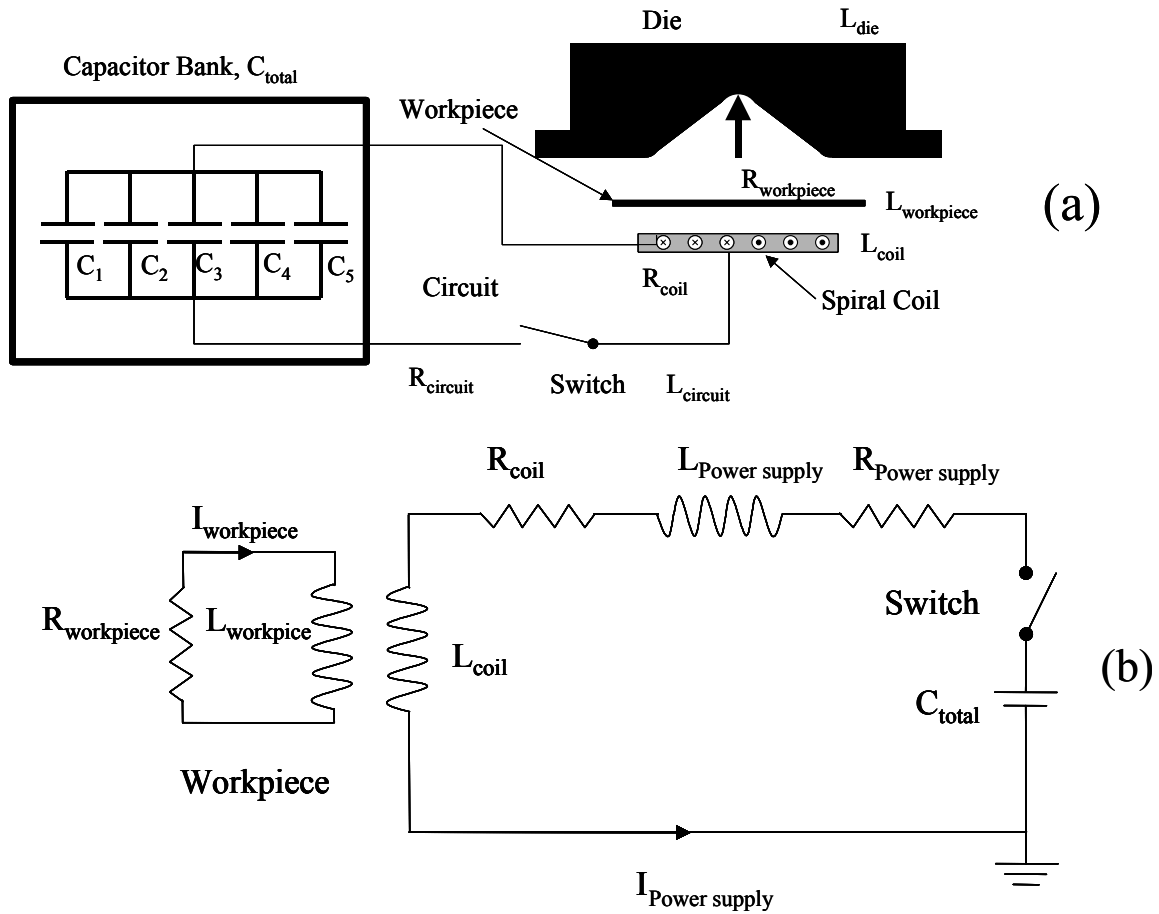 Die
L_die
Capacitor Bank, C_total
Workpiece
R_workpiece
L_workpiece
(a)
C_1 C_2 C_3 C_4 C_5
L_coil
R_coil
Circuit
Spiral Coil
R_circuit
Switch
L_circuit
R_coil
L_Power supply
R_Power supply
I_workpiece
Switch
R_workpiece
L_workpice
L_coil
(b)
C_total
Workpiece
I_Power supply